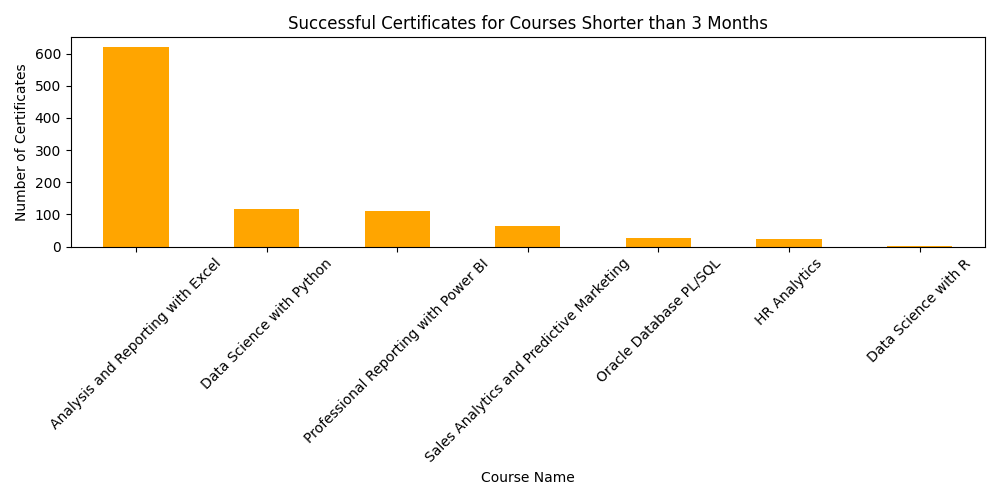 Successful Certificates for Courses Shorter than 3 Months
Number of Certificates
600
500
400
300
200
100
0
Analysis and Reporting with Excel
Data Science with Python
Professional Reporting with Power BI
Sales Analytics and Predictive Marketing
Oracle Database PL/SQL
HR Analytics
Data Science with R
Course Name